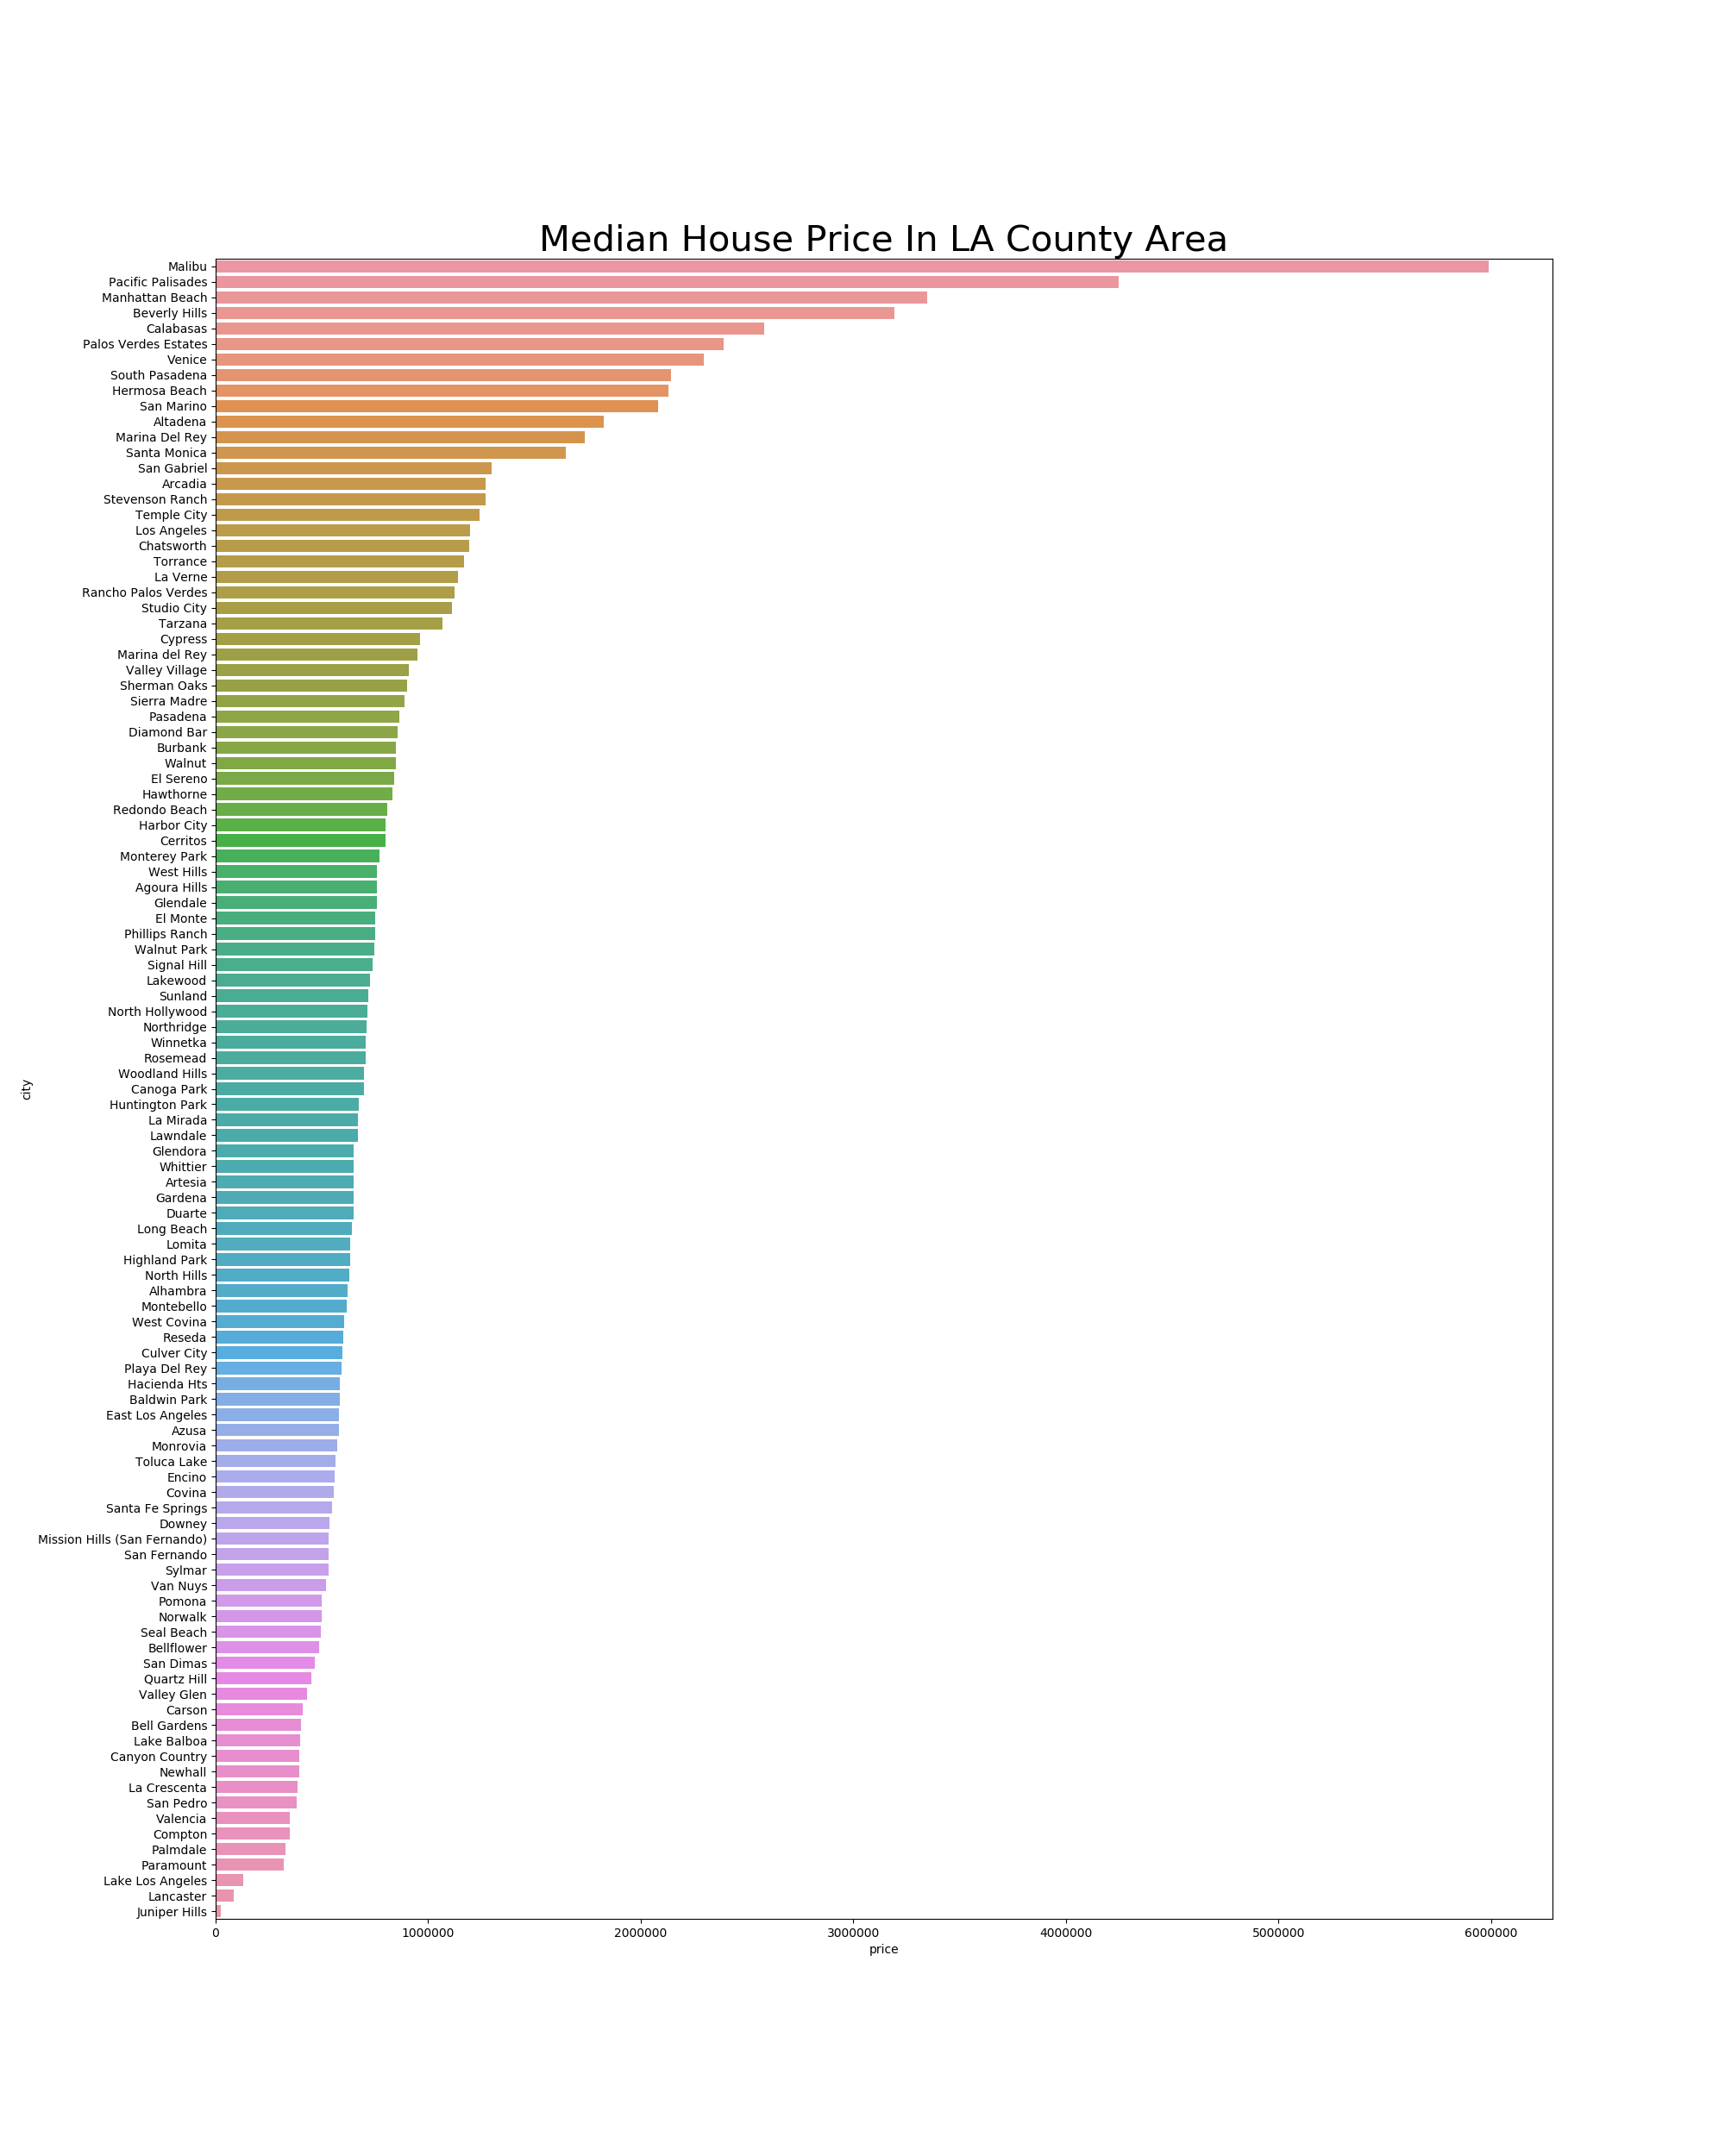 Median House Price In LA County Area
Malibu
Pacific Palisades
Manhattan Beach
Beverly Hills
Calabasas
Palos Verdes Estates
Venice
South Pasadena
Hermosa Beach
San Marino
Altadena
Marina Del Rey
Santa Monica
San Gabriel
Arcadia
Stevenson Ranch
Temple City
Los Angeles
Chatsworth
Torrance
La Verne
Rancho Palos Verdes
Studio City
Tarzana
Cypress
Marina del Rey
Valley Village
Sherman Oaks
Sierra Madre
Pasadena
Diamond Bar
Burbank
Walnut
El Sereno
Hawthorne
Redondo Beach
Harbor City
Cerritos
Monterey Park
West Hills
Agoura Hills
Glendale
El Monte
Phillips Ranch
Walnut Park
Signal Hill
Lakewood
Sunland
North Hollywood
Northridge
Winnetka
Rosemead
Woodland Hills
Canoga Park
Huntington Park
La Mirada
Lawndale
Glendora
Whittier
Artesia
Gardena
Duarte
Long Beach
Lomita
Highland Park
North Hills
Alhambra
Montebello
West Covina
Reseda
Culver City
Playa Del Rey
Hacienda Hts
Baldwin Park
East Los Angeles
Azusa
Monrovia
Toluca Lake
Encino
Covina
Santa Fe Springs
Downey
Mission Hills (San Fernando)
San Fernando
Sylmar
Van Nuys
Pomona
Norwalk
Seal Beach
Bellflower
San Dimas
Quartz Hill
Valley Glen
Carson
Bell Gardens
Lake Balboa
Canyon Country
Newhall
La Crescenta
San Pedro
Valencia
Compton
Palmdale
Paramount
Lake Los Angeles
Lancaster
Juniper Hills
city
0 1000000 2000000 3000000 4000000 5000000 6000000
price